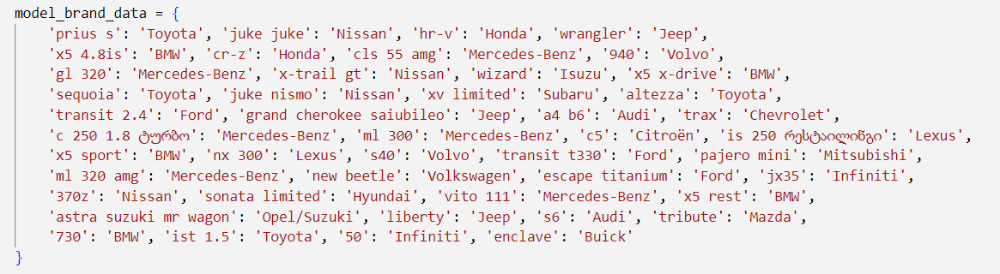 model_brand_data = {
'prius s': 'Toyota', 'juke juke': 'Nissan', 'hr-v': 'Honda', 'wrangler': 'Jeep',
'x5 4.8is': 'BMW', 'cr-z': 'Honda', 'cls 55 amg': 'Mercedes-Benz', '940': 'Volvo',
'gl 320': 'Mercedes-Benz', 'x-trail gt': 'Nissan', 'wizard': 'Isuzu', 'x5 x-drive': 'BMW',
'sequoia': 'Toyota', 'juke nismo': 'Nissan', 'xv limited': 'Subaru', 'altezza': 'Toyota',
'transit 2.4': 'Ford', 'grand cherokee saiubileo': 'Jeep', 'a4 b6': 'Audi', 'trax': 'Chevrolet',
'c 250 1.8 ტურბო': 'Mercedes-Benz', 'ml 300': 'Mercedes-Benz', 'c5': 'Citroën', 'is 250 რესტაილინგი': 'Lexus',
'x5 sport': 'BMW', 'nx 300': 'Lexus', 's40': 'Volvo', 'transit t330': 'Ford', 'pajero mini': 'Mitsubishi',
'ml 320 amg': 'Mercedes-Benz', 'new beetle': 'Volkswagen', 'escape titanium': 'Ford', 'jx35': 'Infiniti',
'370z': 'Nissan', 'sonata limited': 'Hyundai', 'vito 111': 'Mercedes-Benz', 'x5 rest': 'BMW',
'astra suzuki mr wagon': 'Opel/Suzuki', 'liberty': 'Jeep', 's6': 'Audi', 'tribute': 'Mazda',
'730': 'BMW', 'ist 1.5': 'Toyota', '50': 'Infiniti', 'enclave': 'Buick'
}